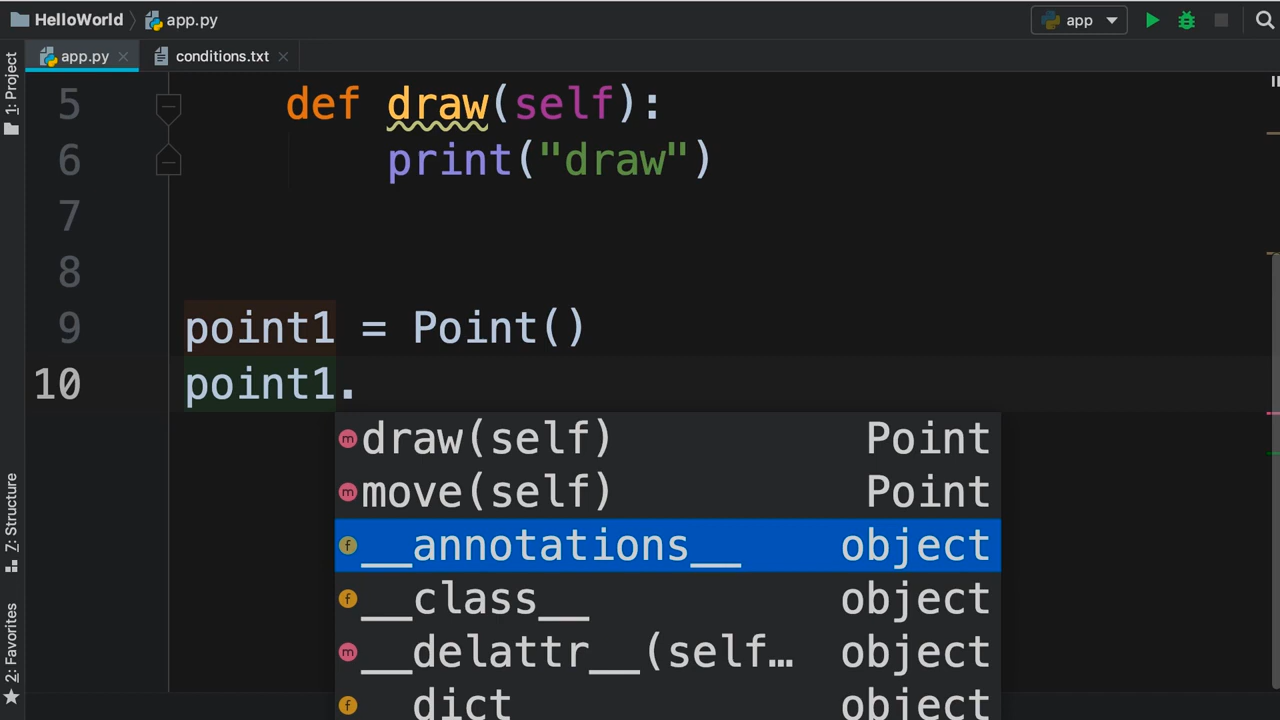 HelloWorld app.py app
app.py conditions.txt
1: Project
7: Structure
2: Favorites
5 def draw(self):
6 print("draw")
7
8
9 point1 = Point()
10 point1.
m draw(self) Point
m move(self) Point
f __annotations__ object
f __class__ object
m __delattr__(self… object
f dict object